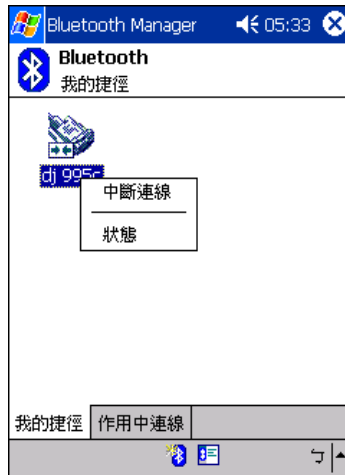 Bluetooth Manager 05:33
Bluetooth
我的捷徑
dj 995c
中斷連線
狀態
我的捷徑 作用中連線
ㄅ